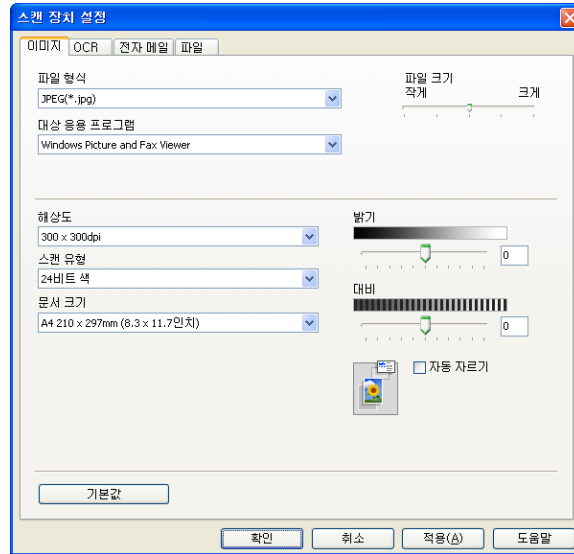 스캔 장치 설정
이미지 OCR 전자 메일 파일
파일 형식
JPEG(*.jpg)
파일 크기
작게 크게
대상 응용 프로그램
Windows Picture and Fax Viewer
해상도
300 x 300dpi
스캔 유형
24비트 색
문서 크기
A4 210 x 297mm (8.3 x 11.7인치)
밝기
0
대비
0
자동 자르기
기본값
확인 취소 적용(A) 도움말